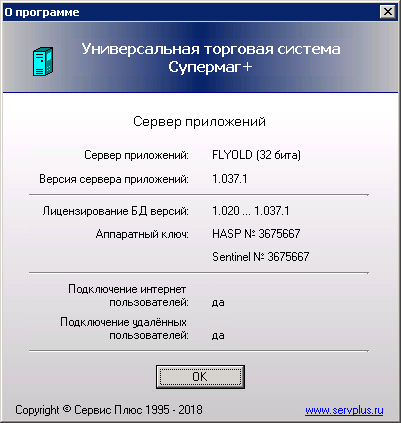 О программе
Универсальная торговая система
Супермаг+
Сервер приложений
Сервер приложений: FLYOLD (32 бита)
Версия сервера приложений: 1.037.1
Лицензирование БД версий: 1.020 ... 1.037.1
Аппаратный ключ: HASP № 3675667
Sentinel № 3675667
Подключение интернет
пользователей: да
Подключение удалённых
пользователей: да
OK
Copyright © Сервис Плюс 1995 - 2018 www.servplus.ru